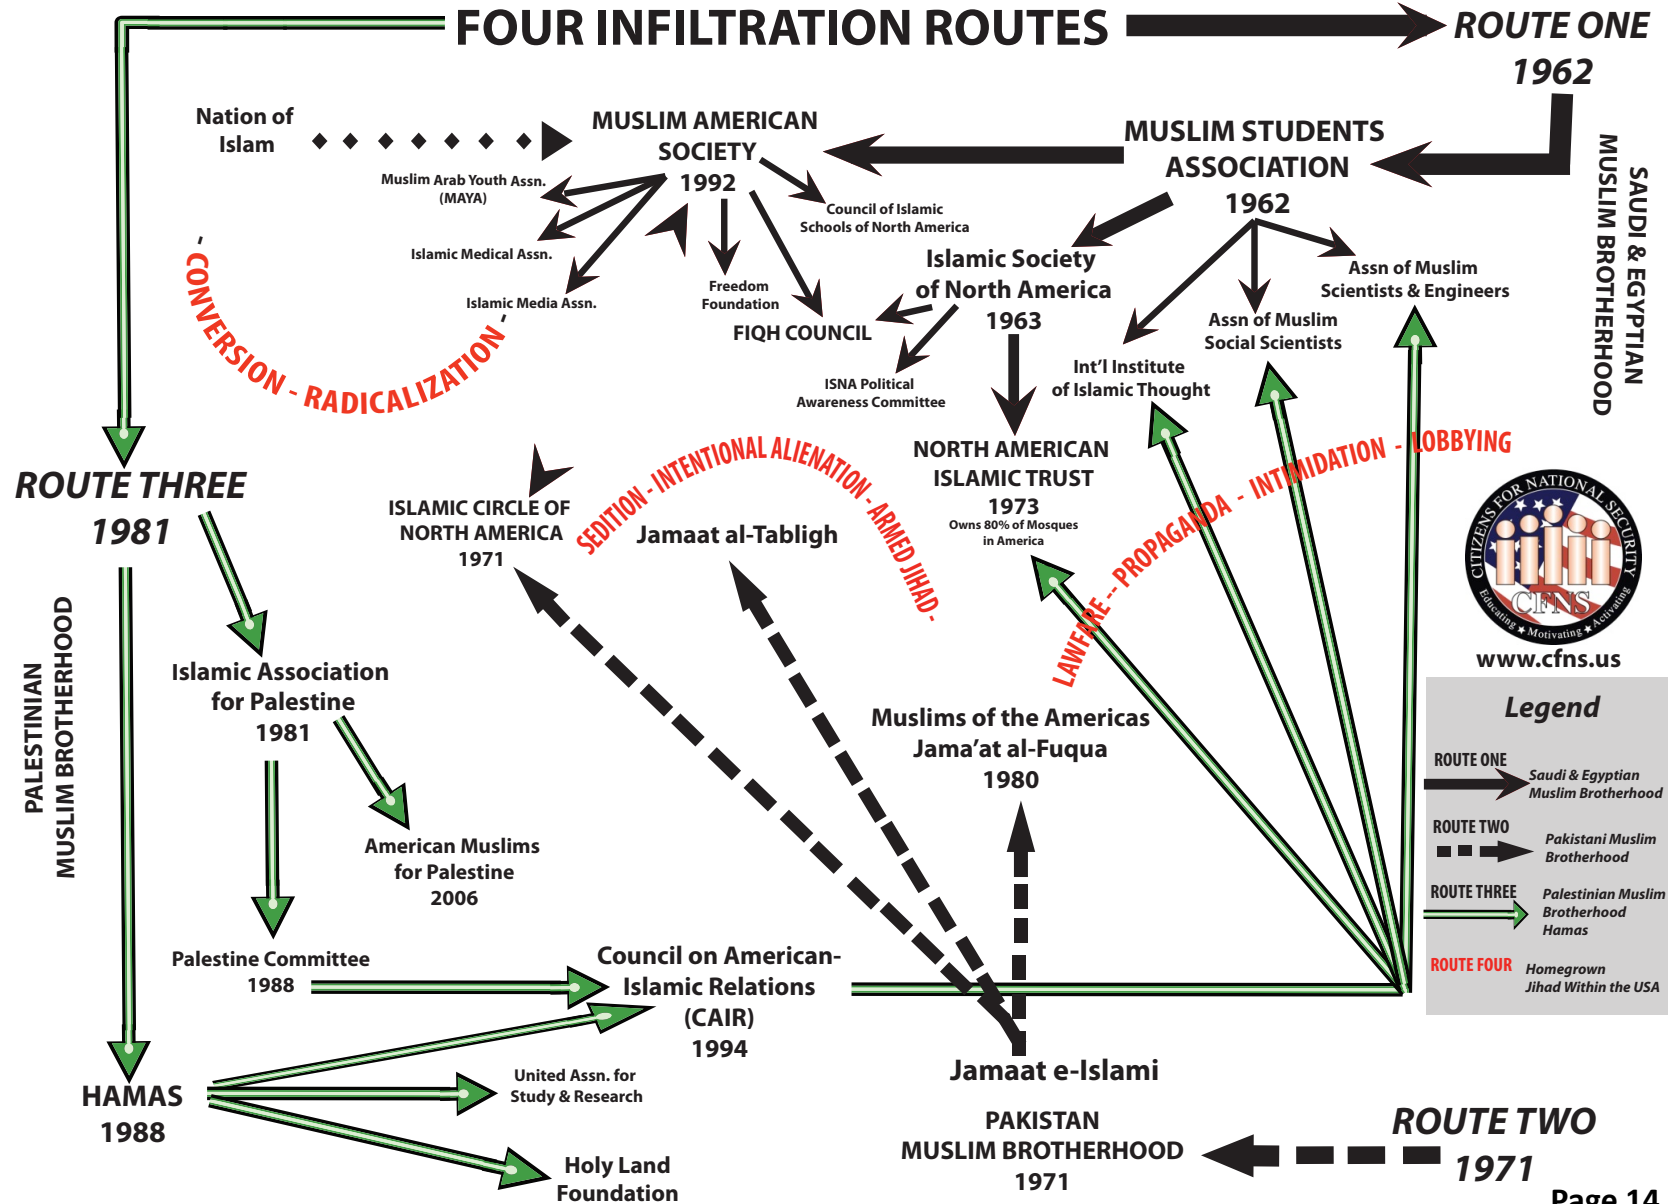 FOUR INFILTRATION ROUTES
ROUTE ONE
1962
SAUDI & EGYPTIAN
MUSLIM BROTHERHOOD
Nation of
Islam
MUSLIM AMERICAN
SOCIETY
1992
MUSLIM STUDENTS
ASSOCIATION
1962
Muslim Arab Youth Assn.
(MAYA)
Islamic Medical Assn.
Islamic Media Assn.
Freedom
Foundation
Council of Islamic
Schools of North America
FIQH COUNCIL
Islamic Society
of North America
1963
ISNA Political
Awareness Committee
Int'l Institute
of Islamic Thought
Assn of Muslim
Social Scientists
Assn of Muslim
Scientists & Engineers
CONVERSION - RADICALIZATION
ROUTE THREE
1981
ISLAMIC CIRCLE OF
NORTH AMERICA
1971
SEDITION - INTENTIONAL ALIENATION - ARMED JIHAD -
Jamaat al-Tabligh
NORTH AMERICAN
ISLAMIC TRUST
1973
Owns 80% of Mosques
in America
LAWFARE -- PROPAGANDA - INTIMIDATION - LOBBYING
CITIZENS FOR NATIONAL SECURITY
CFNS
Educating ★ Motivating ★ Activating
www.cfns.us
PALESTINIAN
MUSLIM BROTHERHOOD
Islamic Association
for Palestine
1981
American Muslims
for Palestine
2006
Muslims of the Americas
Jama'at al-Fuqua
1980
Legend
ROUTE ONE
Saudi & Egyptian
Muslim Brotherhood
ROUTE TWO
Pakistani Muslim
Brotherhood
ROUTE THREE
Palestinian Muslim
Brotherhood
Hamas
ROUTE FOUR
Homegrown
Jihad Within the USA
Palestine Committee
1988
Council on American-
Islamic Relations
(CAIR)
1994
HAMAS
1988
United Assn. for
Study & Research
Holy Land
Foundation
Jamaat e-Islami
PAKISTAN
MUSLIM BROTHERHOOD
1971
ROUTE TWO
1971
Page 14